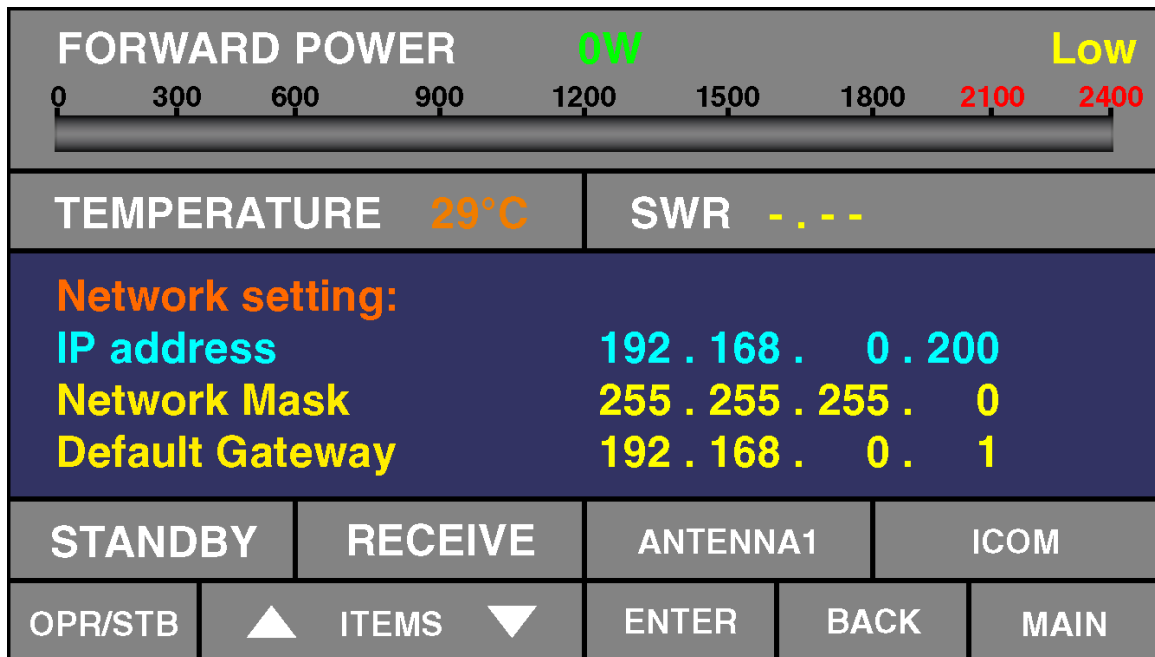 FORWARD POWER 0W Low
0 300 600 900 1200 1500 1800 2100 2400
TEMPERATURE 29°C SWR -.--
Network setting:
IP address 192 . 168 . 0 . 200
Network Mask 255 . 255 . 255 . 0
Default Gateway 192 . 168 . 0 . 1
STANDBY RECEIVE ANTENNA1 ICOM
OPR/STB ▲ ITEMS ▼ ENTER BACK MAIN